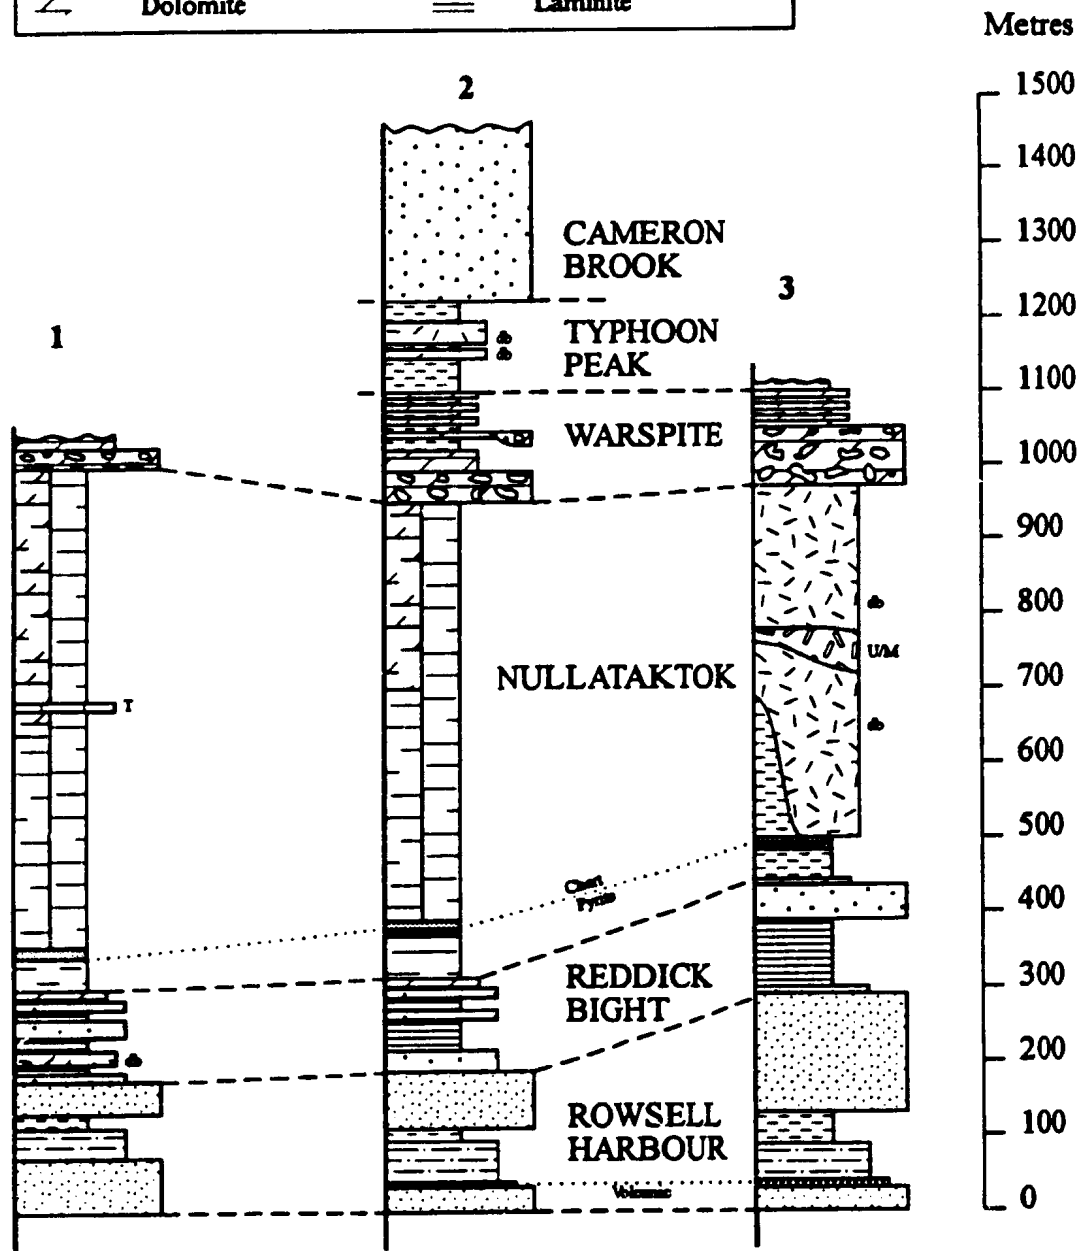 Dolomite
Laminite
Metres
1500
2
1400
CAMERON
BROOK
1300
3
1200
1
TYPHOON
PEAK
1100
WARSPITE
1000
900
800
U/M
NULLATAKTOK
700
T
600
500
Chert
Pyrite
400
REDDICK
BIGHT
300
200
ROWSELL
HARBOUR
100
Volcanic
0